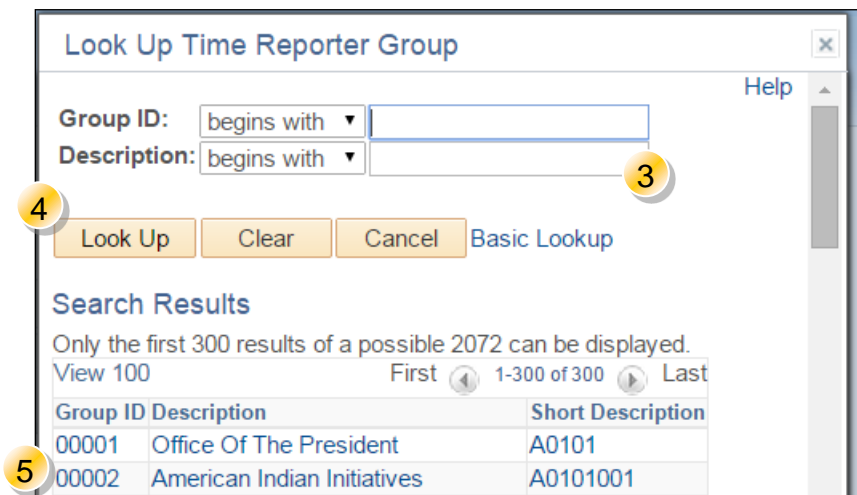 Look Up Time Reporter Group ×
Help
Group ID: begins with
Description: begins with
3
4
Look Up Clear Cancel Basic Lookup
Search Results
Only the first 300 results of a possible 2072 can be displayed.
View 100 First 1-300 of 300 Last
Group ID Description Short Description
00001 Office Of The President A0101
5 00002 American Indian Initiatives A0101001